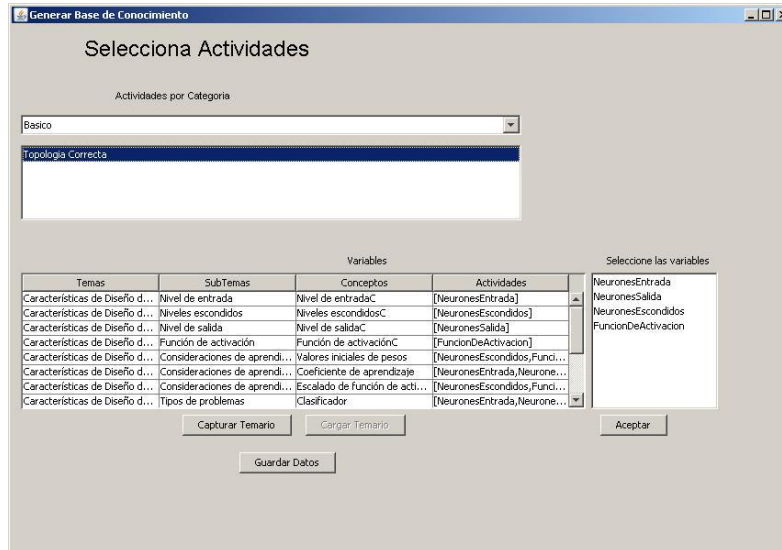 Generar Base de Conocimiento
Selecciona Actividades
Actividades por Categoria
Basico
Topologia Correcta
Variables
Seleccione las variables
Temas SubTemas Conceptos Actividades
Características de Diseño d... Nivel de entrada Nivel de entradaC [NeuronesEntrada]
Características de Diseño d... Niveles escondidos Niveles escondidosC [NeuronesEscondidos]
Características de Diseño d... Nivel de salida Nivel de salidaC [NeuronesSalida]
Características de Diseño d... Función de activación Función de activaciónC [FuncionDeActivacion]
Características de Diseño d... Consideraciones de aprendi... Valores iniciales de pesos [NeuronesEscondidos,Funci...
Características de Diseño d... Consideraciones de aprendi... Coeficiente de aprendizaje [NeuronesEntrada,Neurone...
Características de Diseño d... Consideraciones de aprendi... Escalado de función de acti... [NeuronesEscondidos,Funci...
Características de Diseño d... Tipos de problemas Clasificador [NeuronesEntrada,Neurone...
NeuronesEntrada
NeuronesSalida
NeuronesEscondidos
FuncionDeActivacion
Capturar Temario Cargar Temario Aceptar
Guardar Datos